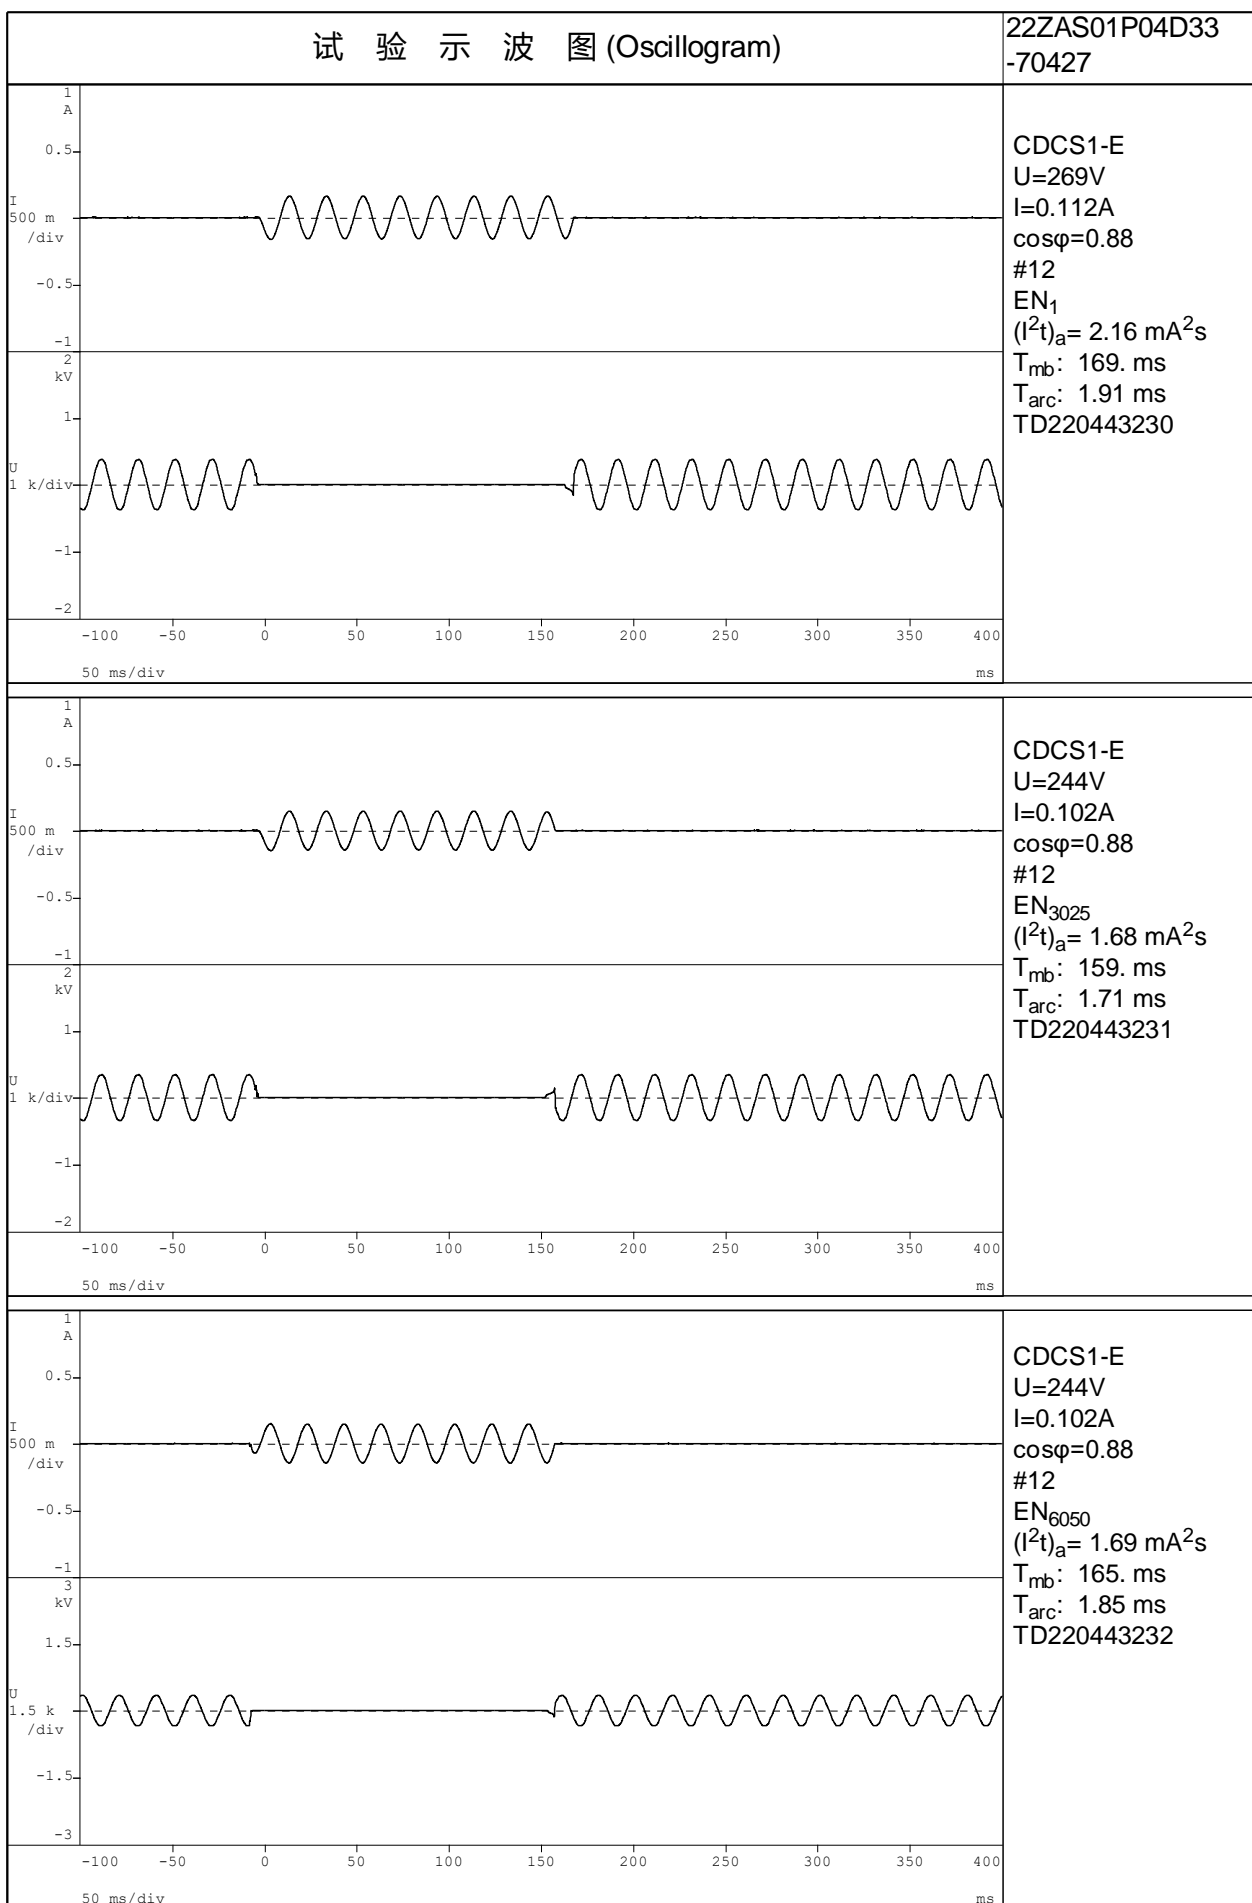 试 验 示 波 图 (Oscillogram)
22ZAS01P04D33
-70427
1
A
0.5
I
500 m
/div
-0.5
-1
2
kV
1
U
1 k/div
-1
-2
-100 -50 0 50 100 150 200 250 300 350 400
50 ms/div ms
CDCS1-E
U=269V
I=0.112A
cosφ=0.88
#12
EN₁
(I²t)ₐ= 2.16 mA²s
Tmb: 169. ms
Tarc: 1.91 ms
TD220443230
1
A
0.5
I
500 m
/div
-0.5
-1
2
kV
1
U
1 k/div
-1
-2
-100 -50 0 50 100 150 200 250 300 350 400
50 ms/div ms
CDCS1-E
U=244V
I=0.102A
cosφ=0.88
#12
EN₃₀₂₅
(I²t)ₐ= 1.68 mA²s
Tmb: 159. ms
Tarc: 1.71 ms
TD220443231
1
A
0.5
I
500 m
/div
-0.5
-1
3
kV
1.5
U
1.5 k
/div
-1.5
-3
-100 -50 0 50 100 150 200 250 300 350 400
50 ms/div ms
CDCS1-E
U=244V
I=0.102A
cosφ=0.88
#12
EN₆₀₅₀
(I²t)ₐ= 1.69 mA²s
Tmb: 165. ms
Tarc: 1.85 ms
TD220443232